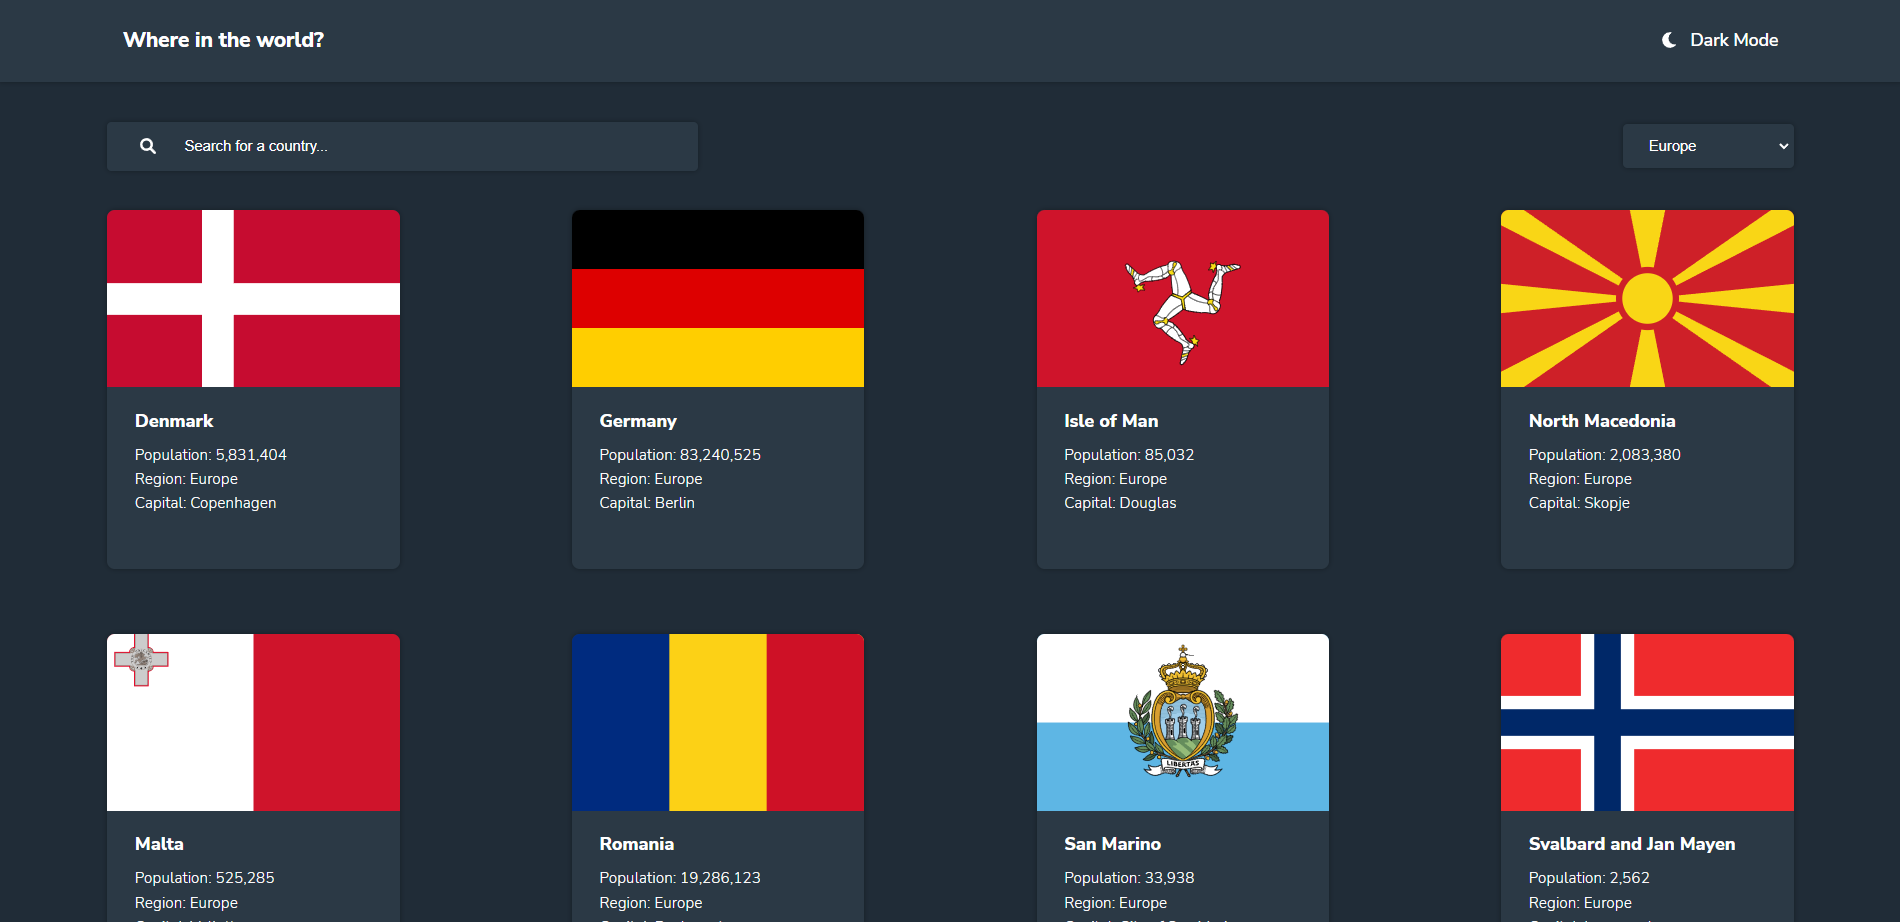 Where in the world?
Dark Mode
Search for a country...
Europe
Denmark
Population: 5,831,404
Region: Europe
Capital: Copenhagen
Germany
Population: 83,240,525
Region: Europe
Capital: Berlin
Isle of Man
Population: 85,032
Region: Europe
Capital: Douglas
North Macedonia
Population: 2,083,380
Region: Europe
Capital: Skopje
LIBERTAS
Malta
Population: 525,285
Region: Europe
Romania
Population: 19,286,123
Region: Europe
San Marino
Population: 33,938
Region: Europe
Svalbard and Jan Mayen
Population: 2,562
Region: Europe